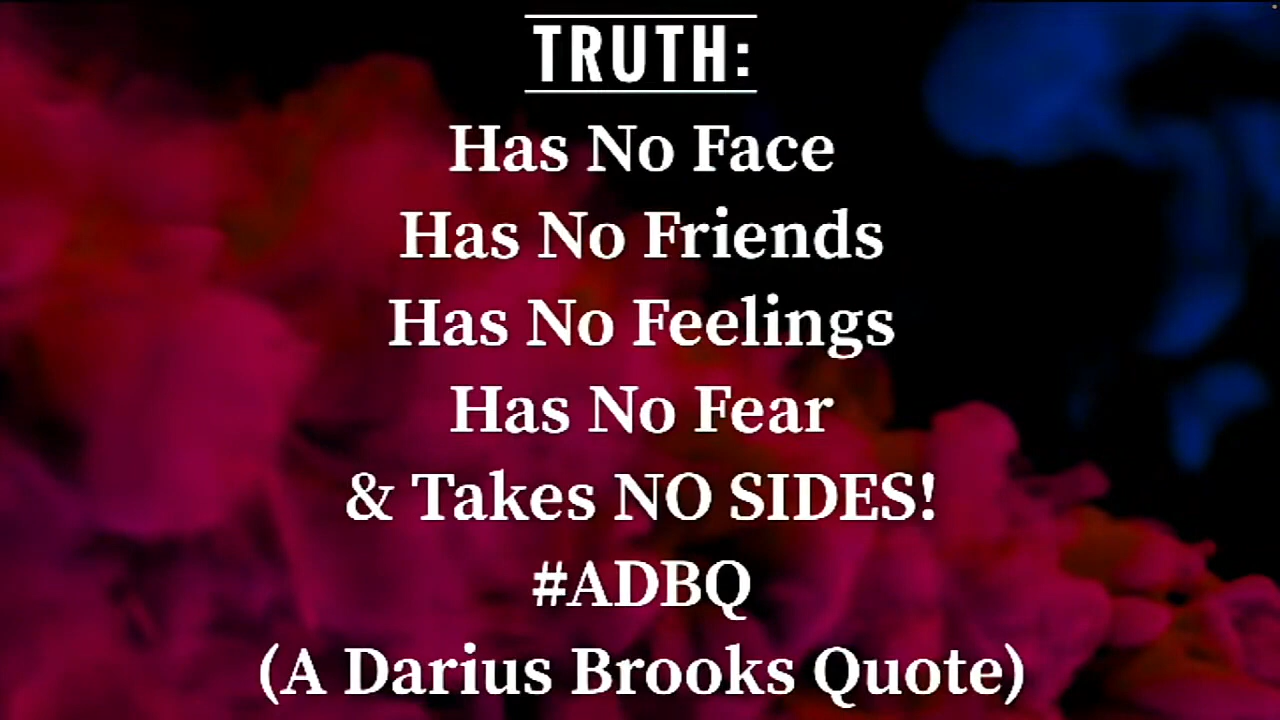 TRUTH:
Has No Face
Has No Friends
Has No Feelings
Has No Fear
& Takes NO SIDES!
#ADBQ
(A Darius Brooks Quote)